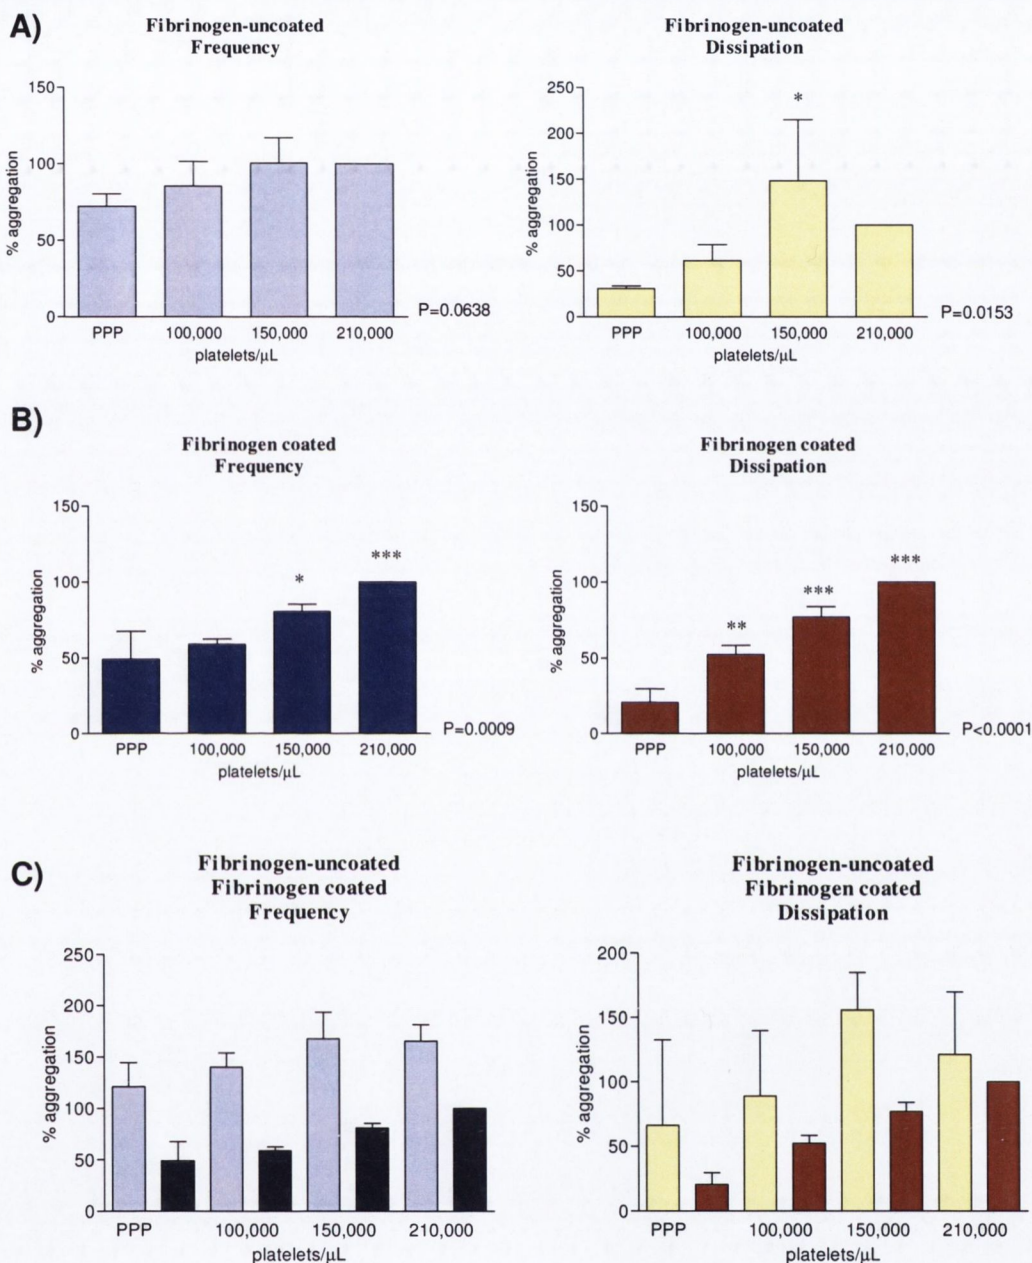 A)
Fibrinogen-uncoated
Frequency
% aggregation
150
100
50
0
PPP 100,000 150,000 210,000
platelets/µL
P=0.0638
Fibrinogen-uncoated
Dissipation
% aggregation
250
200
150
100
50
0
*
PPP 100,000 150,000 210,000
platelets/µL
P=0.0153
B)
Fibrinogen coated
Frequency
% aggregation
150
100
50
0
* ***
PPP 100,000 150,000 210,000
platelets/µL
P=0.0009
Fibrinogen coated
Dissipation
% aggregation
150
100
50
0
** *** ***
PPP 100,000 150,000 210,000
platelets/µL
P<0.0001
C)
Fibrinogen-uncoated
Fibrinogen coated
Frequency
% aggregation
250
200
150
100
50
0
PPP 100,000 150,000 210,000
platelets/µL
Fibrinogen-uncoated
Fibrinogen coated
Dissipation
% aggregation
200
150
100
50
0
PPP 100,000 150,000 210,000
platelets/µL